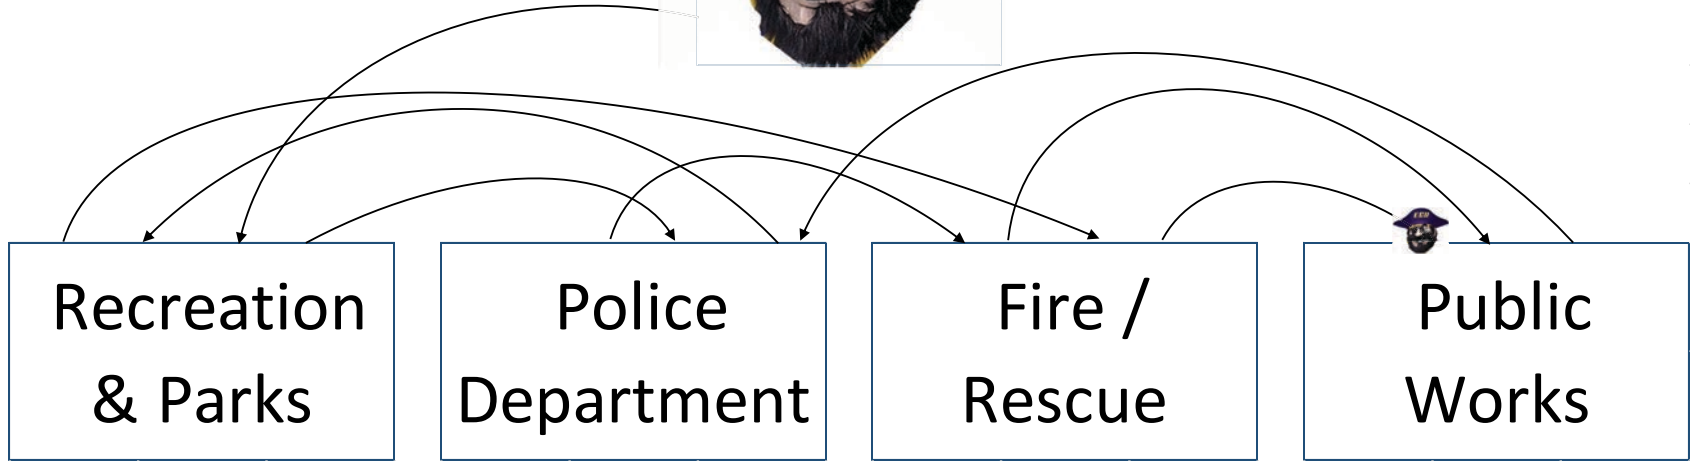 Recreation
& Parks
Police
Department
Fire /
Rescue
Public
Works